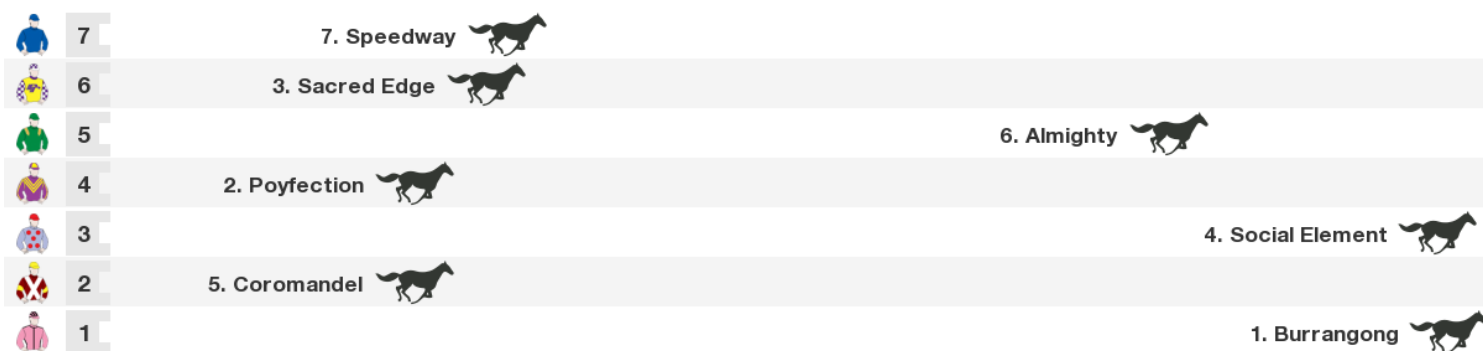 7 7. Speedway
6 3. Sacred Edge
5 6. Almighty
4 2. Poyfection
3 4. Social Element
2 5. Coromandel
1 1. Burrangong